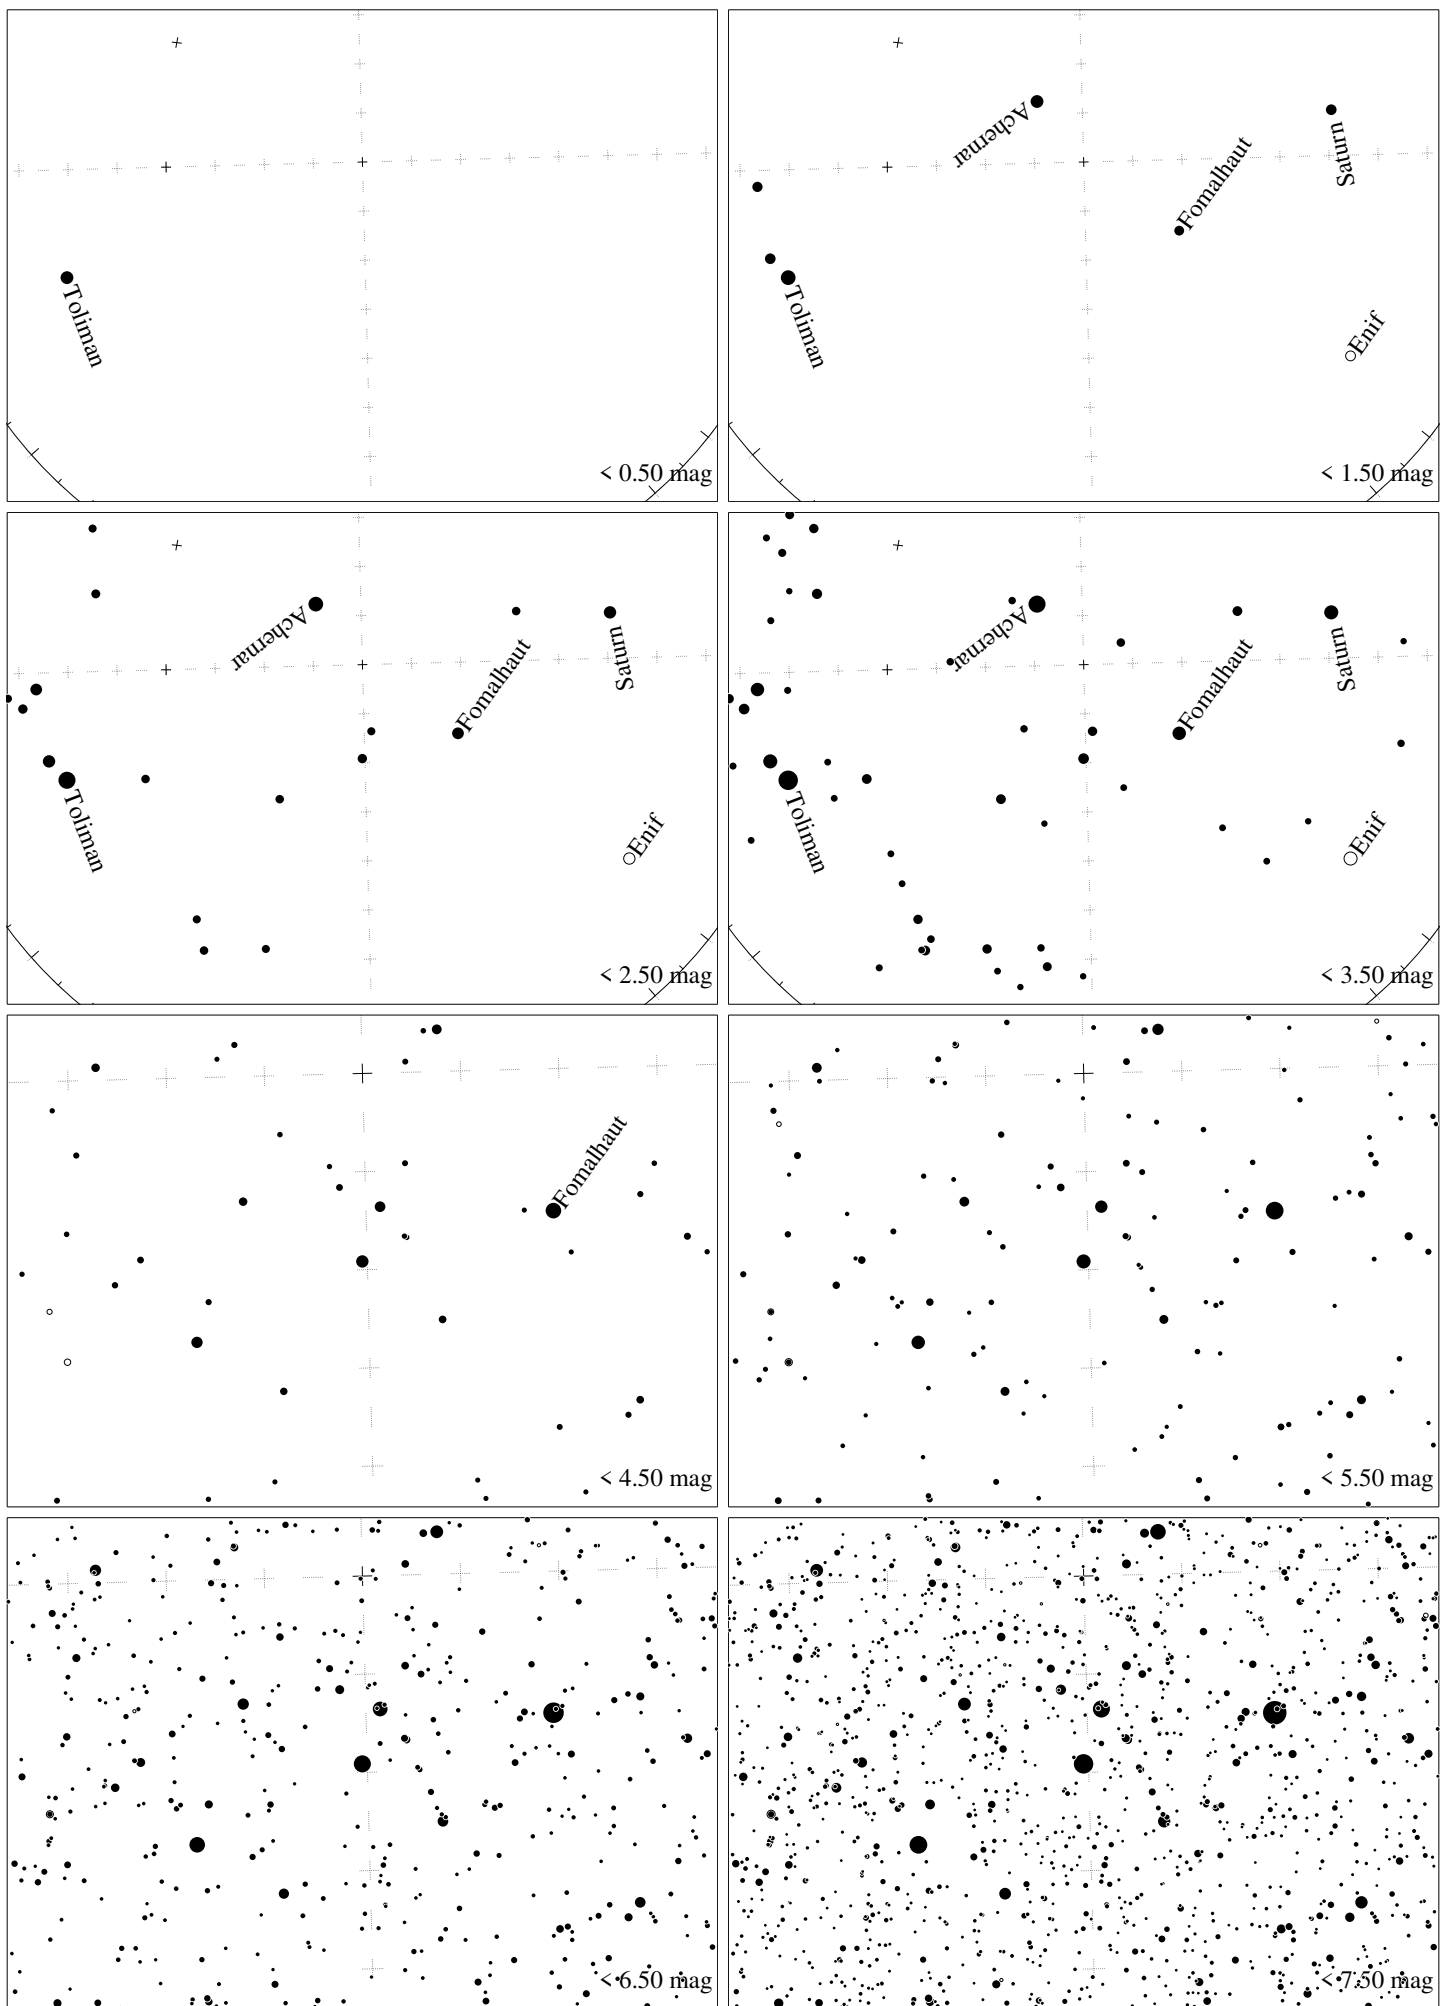 Toliman
< 0.50 mag
Achernar
Saturn
Fomalhaut
Toliman
Enif
< 1.50 mag
Achernar
Saturn
Fomalhaut
Toliman
Enif
< 2.50 mag
Achernar
Saturn
Fomalhaut
Toliman
Enif
< 3.50 mag
Fomalhaut
< 4.50 mag
< 5.50 mag
< 6.50 mag
< 7.50 mag